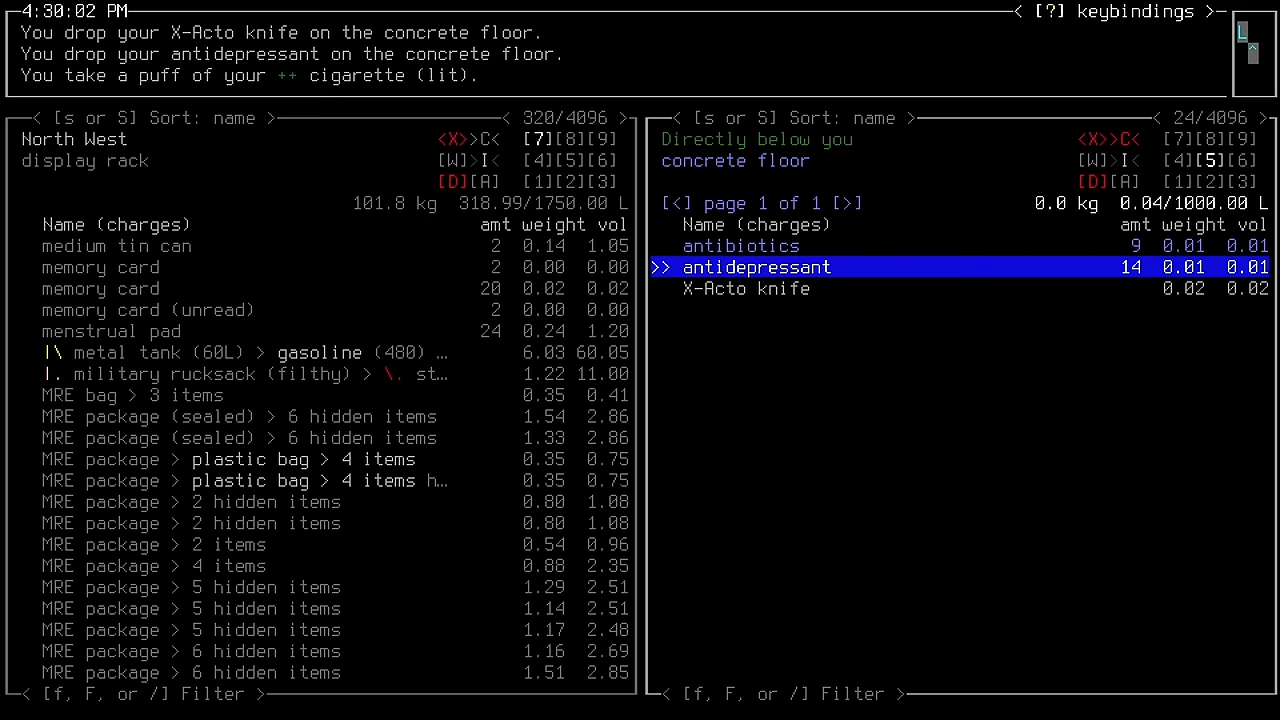 4:30:02 PM < [?] keybindings >
You drop your X-Acto knife on the concrete floor.
You drop your antidepressant on the concrete floor.
You take a puff of your ++ cigarette (lit).
L
^
< [s or S] Sort: name > < 320/4096 >
North West <X>>C< [7][8][9]
display rack [W]>I< [4][5][6]
[D][A] [1][2][3]
101.8 kg 318.99/1750.00 L
Name (charges) amt weight vol
medium tin can 2 0.14 1.05
memory card 2 0.00 0.00
memory card 20 0.02 0.02
memory card (unread) 2 0.00 0.00
menstrual pad 24 0.24 1.20
|\ metal tank (60L) > gasoline (480) … 6.03 60.05
|. military rucksack (filthy) > \. st… 1.22 11.00
MRE bag > 3 items 0.35 0.41
MRE package (sealed) > 6 hidden items 1.54 2.86
MRE package (sealed) > 6 hidden items 1.33 2.86
MRE package > plastic bag > 4 items 0.35 0.75
MRE package > plastic bag > 4 items h… 0.35 0.75
MRE package > 2 hidden items 0.80 1.08
MRE package > 2 hidden items 0.80 1.08
MRE package > 2 items 0.54 0.96
MRE package > 4 items 0.88 2.35
MRE package > 5 hidden items 1.29 2.51
MRE package > 5 hidden items 1.14 2.51
MRE package > 5 hidden items 1.17 2.48
MRE package > 6 hidden items 1.16 2.69
MRE package > 6 hidden items 1.51 2.85
< [f, F, or /] Filter >
< [s or S] Sort: name > < 24/4096 >
Directly below you <X>>C< [7][8][9]
concrete floor [W]>I< [4][5][6]
[D][A] [1][2][3]
[<] page 1 of 1 [>] 0.0 kg 0.04/1000.00 L
Name (charges) amt weight vol
antibiotics 9 0.01 0.01
>> antidepressant 14 0.01 0.01
X-Acto knife 0.02 0.02
< [f, F, or /] Filter >